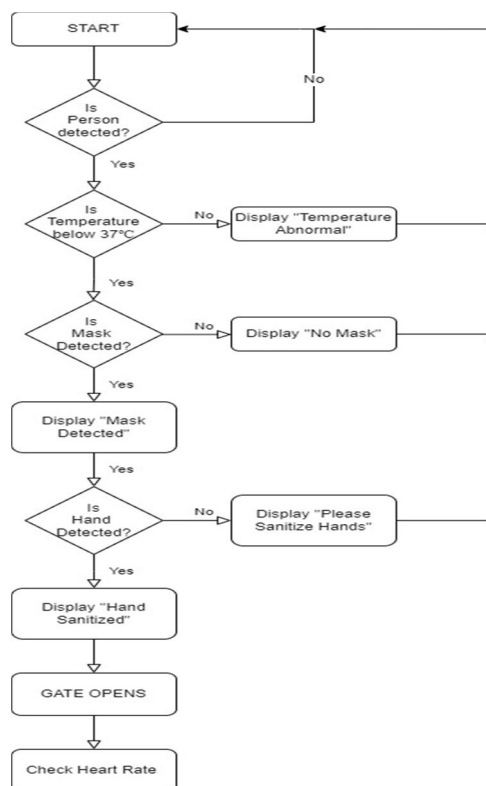 START
No
Is
Person
detected?
Yes
Is
Temperature
below 37℃
No
Display "Temperature
Abnormal"
Yes
Is
Mask
Detected?
No
Display "No Mask"
Yes
Display "Mask
Detected"
Yes
Is
Hand
Detected?
No
Display "Please
Sanitize Hands"
Yes
Display "Hand
Sanitized"
GATE OPENS
Check Heart Rate